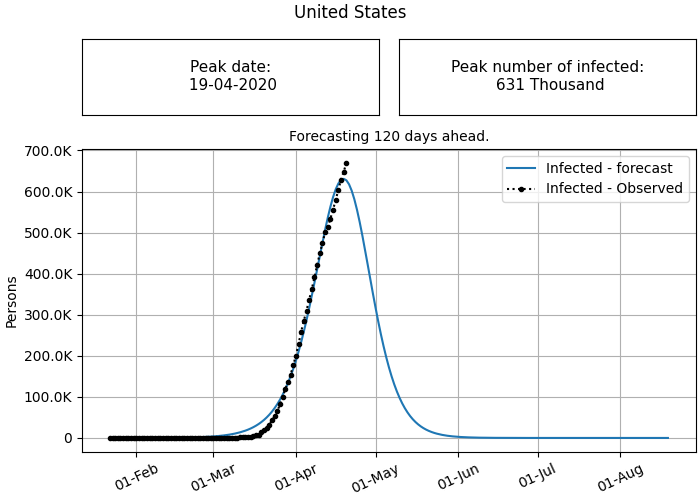 United States
Peak date:
19-04-2020
Peak number of infected:
631 Thousand
Forecasting 120 days ahead.
700.0K
600.0K
500.0K
400.0K
300.0K
200.0K
100.0K
0
Persons
Infected - forecast
Infected - Observed
01-Feb
01-Mar
01-Apr
01-May
01-Jun
01-Jul
01-Aug